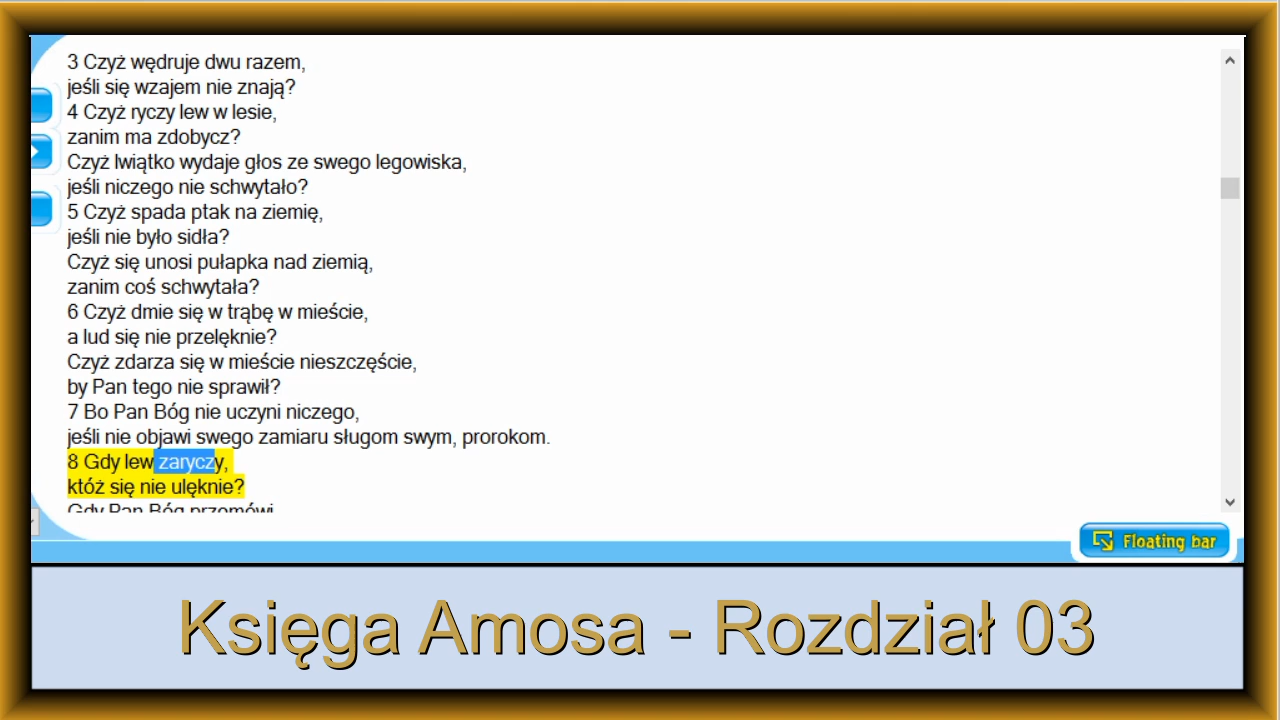 3 Czyż wędruje dwu razem,
jeśli się wzajem nie znają?
4 Czyż ryczy lew w lesie,
zanim ma zdobycz?
Czyż lwiątko wydaje głos ze swego legowiska,
jeśli niczego nie schwytało?
5 Czyż spada ptak na ziemię,
jeśli nie było sidła?
Czyż się unosi pułapka nad ziemią,
zanim coś schwytała?
6 Czyż dmie się w trąbę w mieście,
a lud się nie przelęknie?
Czyż zdarza się w mieście nieszczęście,
by Pan tego nie sprawił?
7 Bo Pan Bóg nie uczyni niczego,
jeśli nie objawi swego zamiaru sługom swym, prorokom.
8 Gdy lew zaryczy,
któż się nie ulęknie?
Gdy Pan Bóg przemówi
Floating bar
Księga Amosa - Rozdział 03